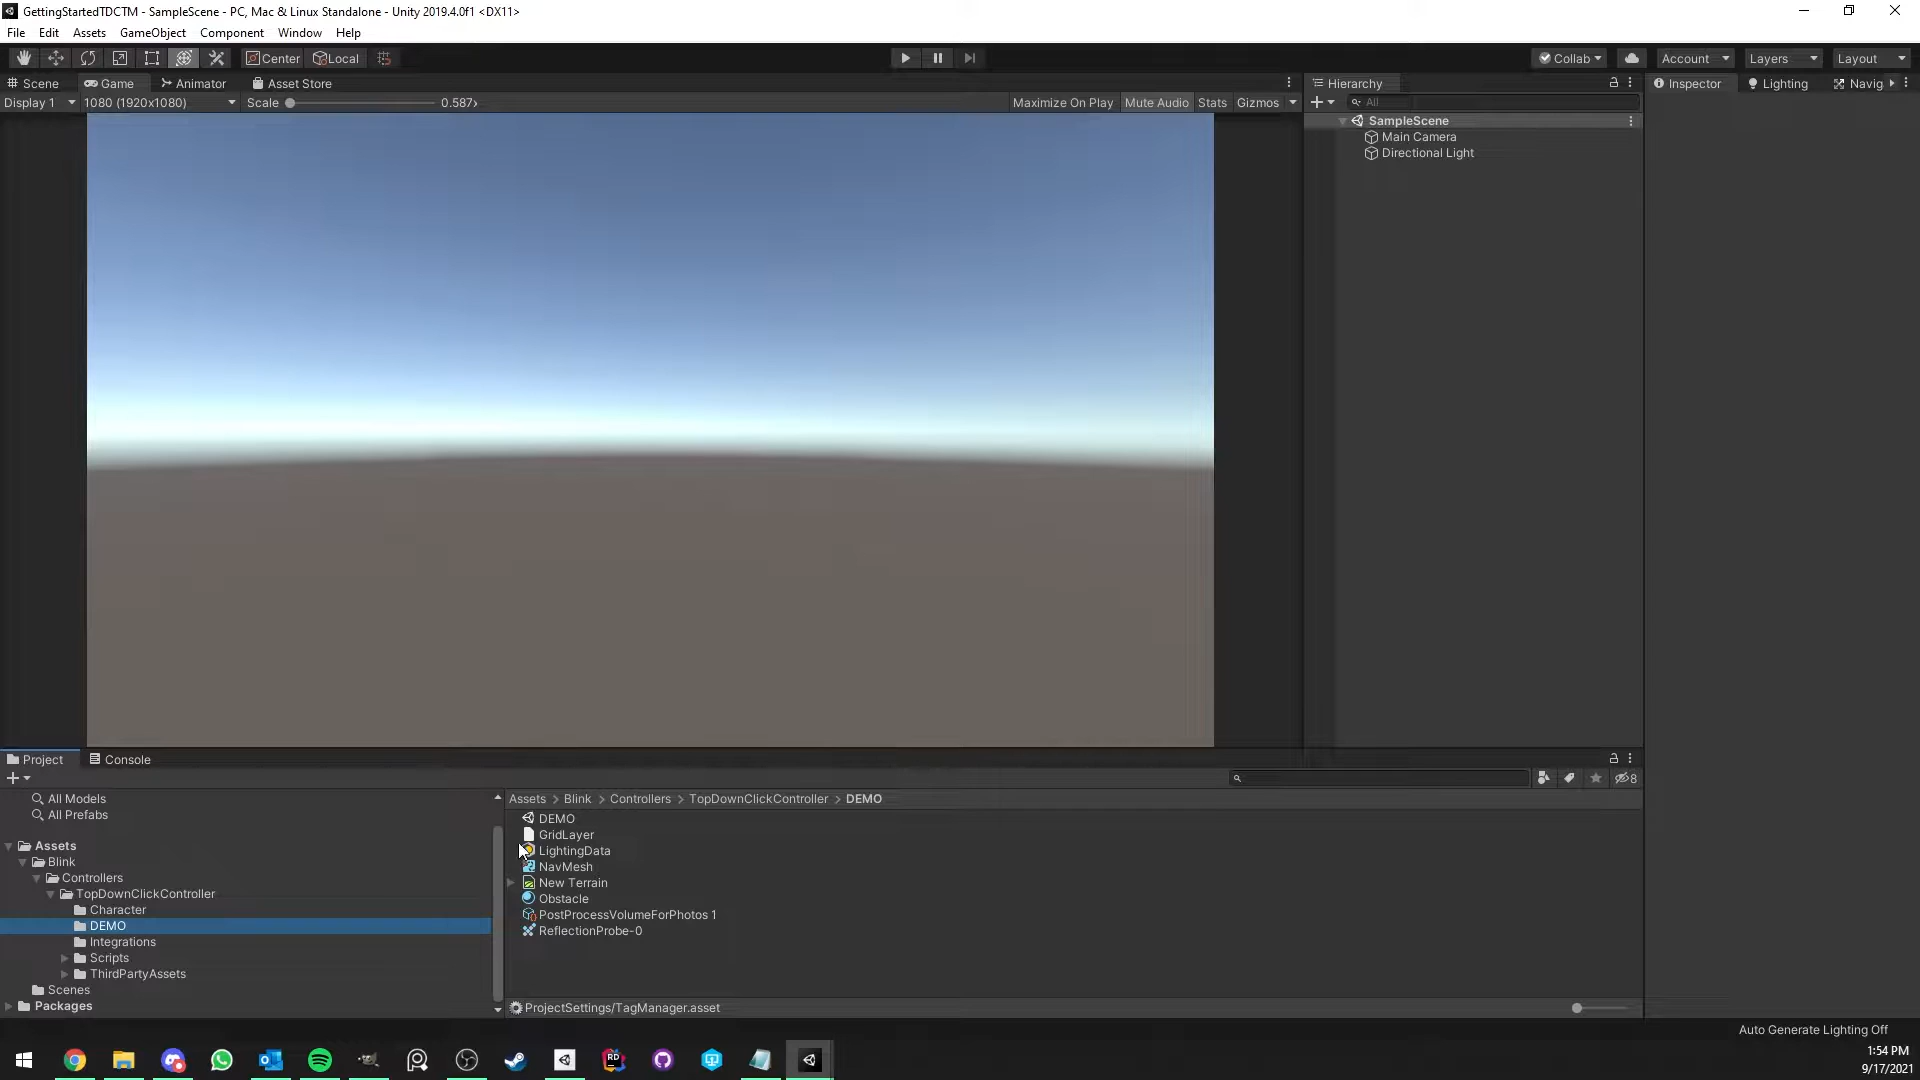 GettingStartedTDCTM - SampleScene - PC, Mac & Linux Standalone - Unity 2019.4.0f1 <DX11>
File Edit Assets GameObject Component Window Help
Center Local Collab Account Layers Layout
Scene Game Animator Asset Store
Hierarchy
Inspector Lighting Navig
Display 1 1080 (1920x1080) Scale 0.587x Maximize On Play Mute Audio Stats Gizmos
All
SampleScene
Main Camera
Directional Light
Project Console
8
All Models
All Prefabs
Assets
Blink
Controllers
TopDownClickController
Character
DEMO
Integrations
Scripts
ThirdPartyAssets
Scenes
Packages
Assets > Blink > Controllers > TopDownClickController > DEMO
DEMO
GridLayer
LightingData
NavMesh
New Terrain
Obstacle
PostProcessVolumeForPhotos 1
ReflectionProbe-0
ProjectSettings/TagManager.asset
Auto Generate Lighting Off
RD
1:54 PM
9/17/2021